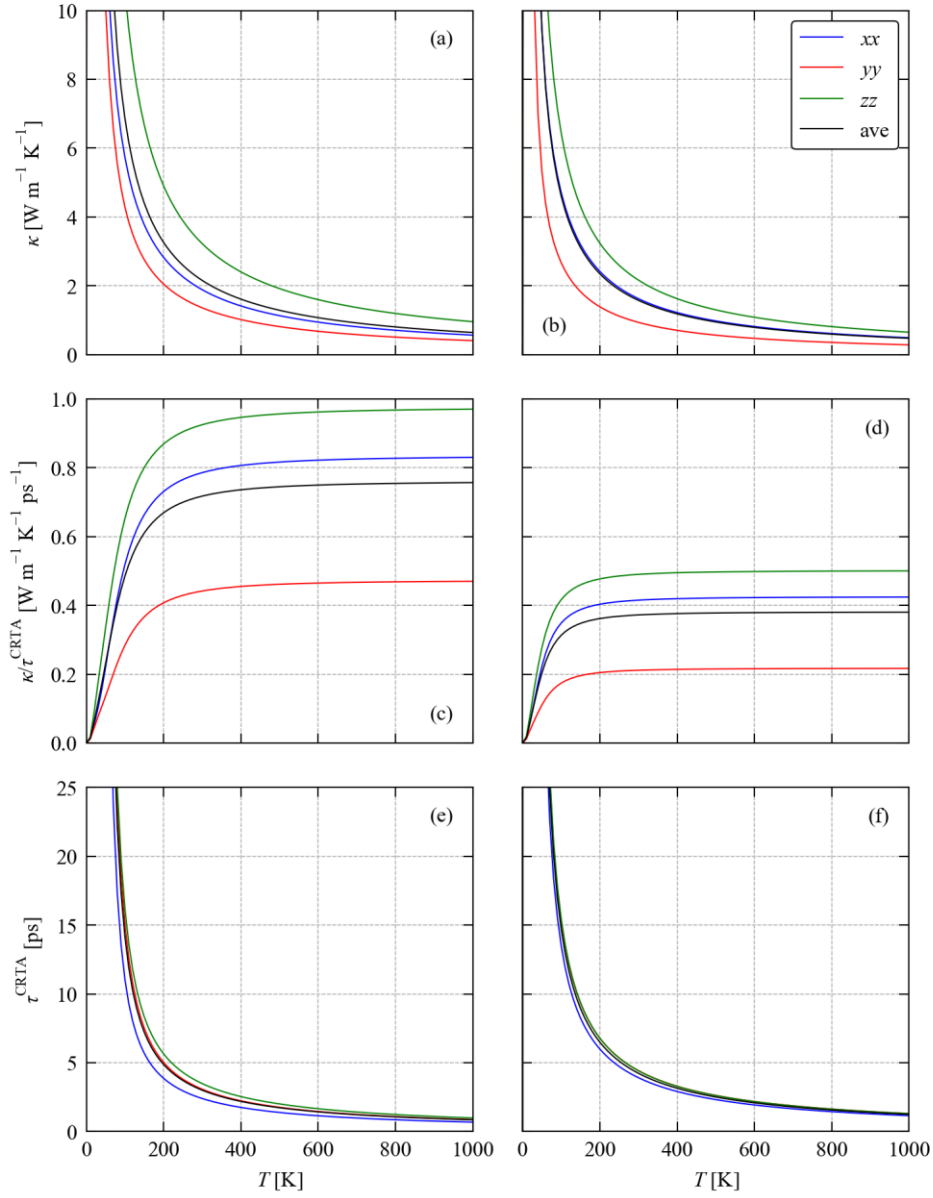 10
8
6
4
2
0
κ [W m⁻¹ K⁻¹]
(a)
(b)
xx
yy
zz
ave
1.0
0.8
0.6
0.4
0.2
0.0
κ/τ^CRTA [W m⁻¹ K⁻¹ ps⁻¹]
(c)
(d)
25
20
15
10
5
0
τ^CRTA [ps]
(e)
(f)
0 200 400 600 800 1000
T [K]
0 200 400 600 800 1000
T [K]